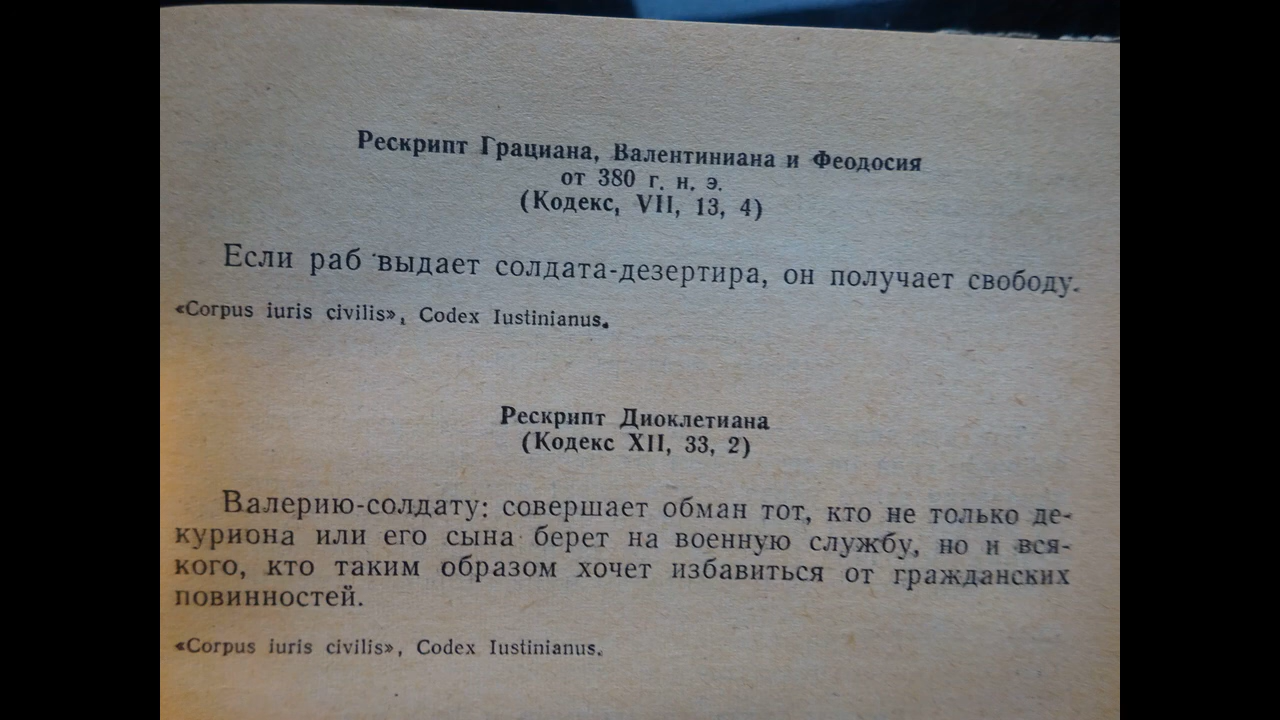 Рескрипт Грациана, Валентиниана и Феодосия
от 380 г. н. э.
(Кодекс, VII, 13, 4)
Если раб выдает солдата-дезертира, он получает свободу.
«Corpus iuris civilis», Codex Iustinianus.
Рескрипт Диоклетиана
(Кодекс XII, 33, 2)
Валерию-солдату: совершает обман тот, кто не только де-
куриона или его сына берет на военную службу, но и вся-
кого, кто таким образом хочет избавиться от гражданских
повинностей.
«Corpus iuris civilis», Codex Iustinianus.